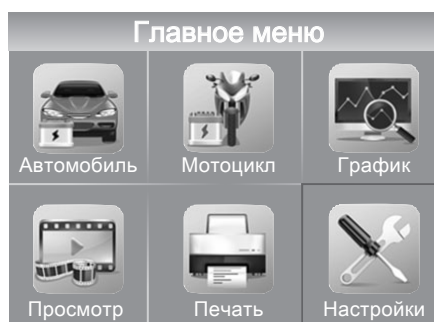 Главное меню
Автомобиль Мотоцикл График
Просмотр Печать Настройки